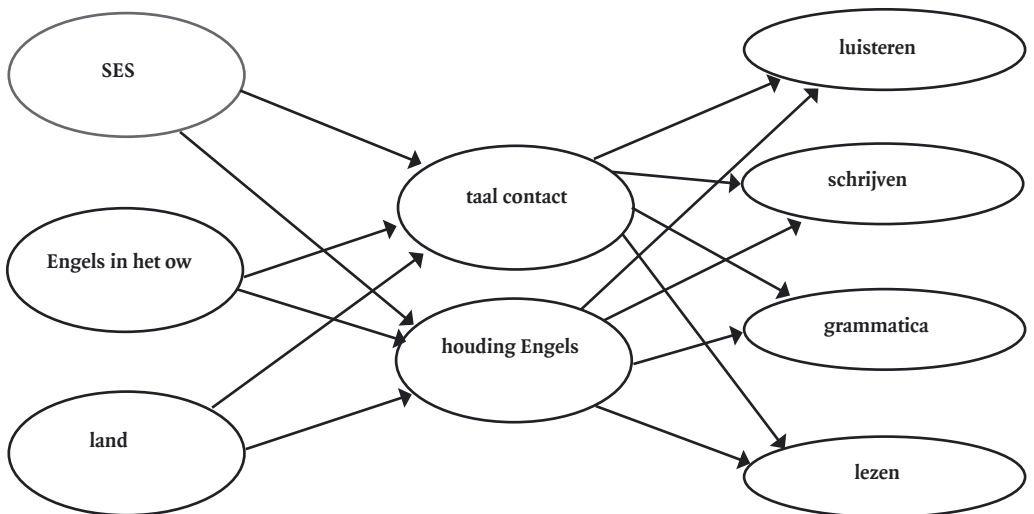 SES
Engels in het ow
land
taal contact
houding Engels
luisteren
schrijven
grammatica
lezen